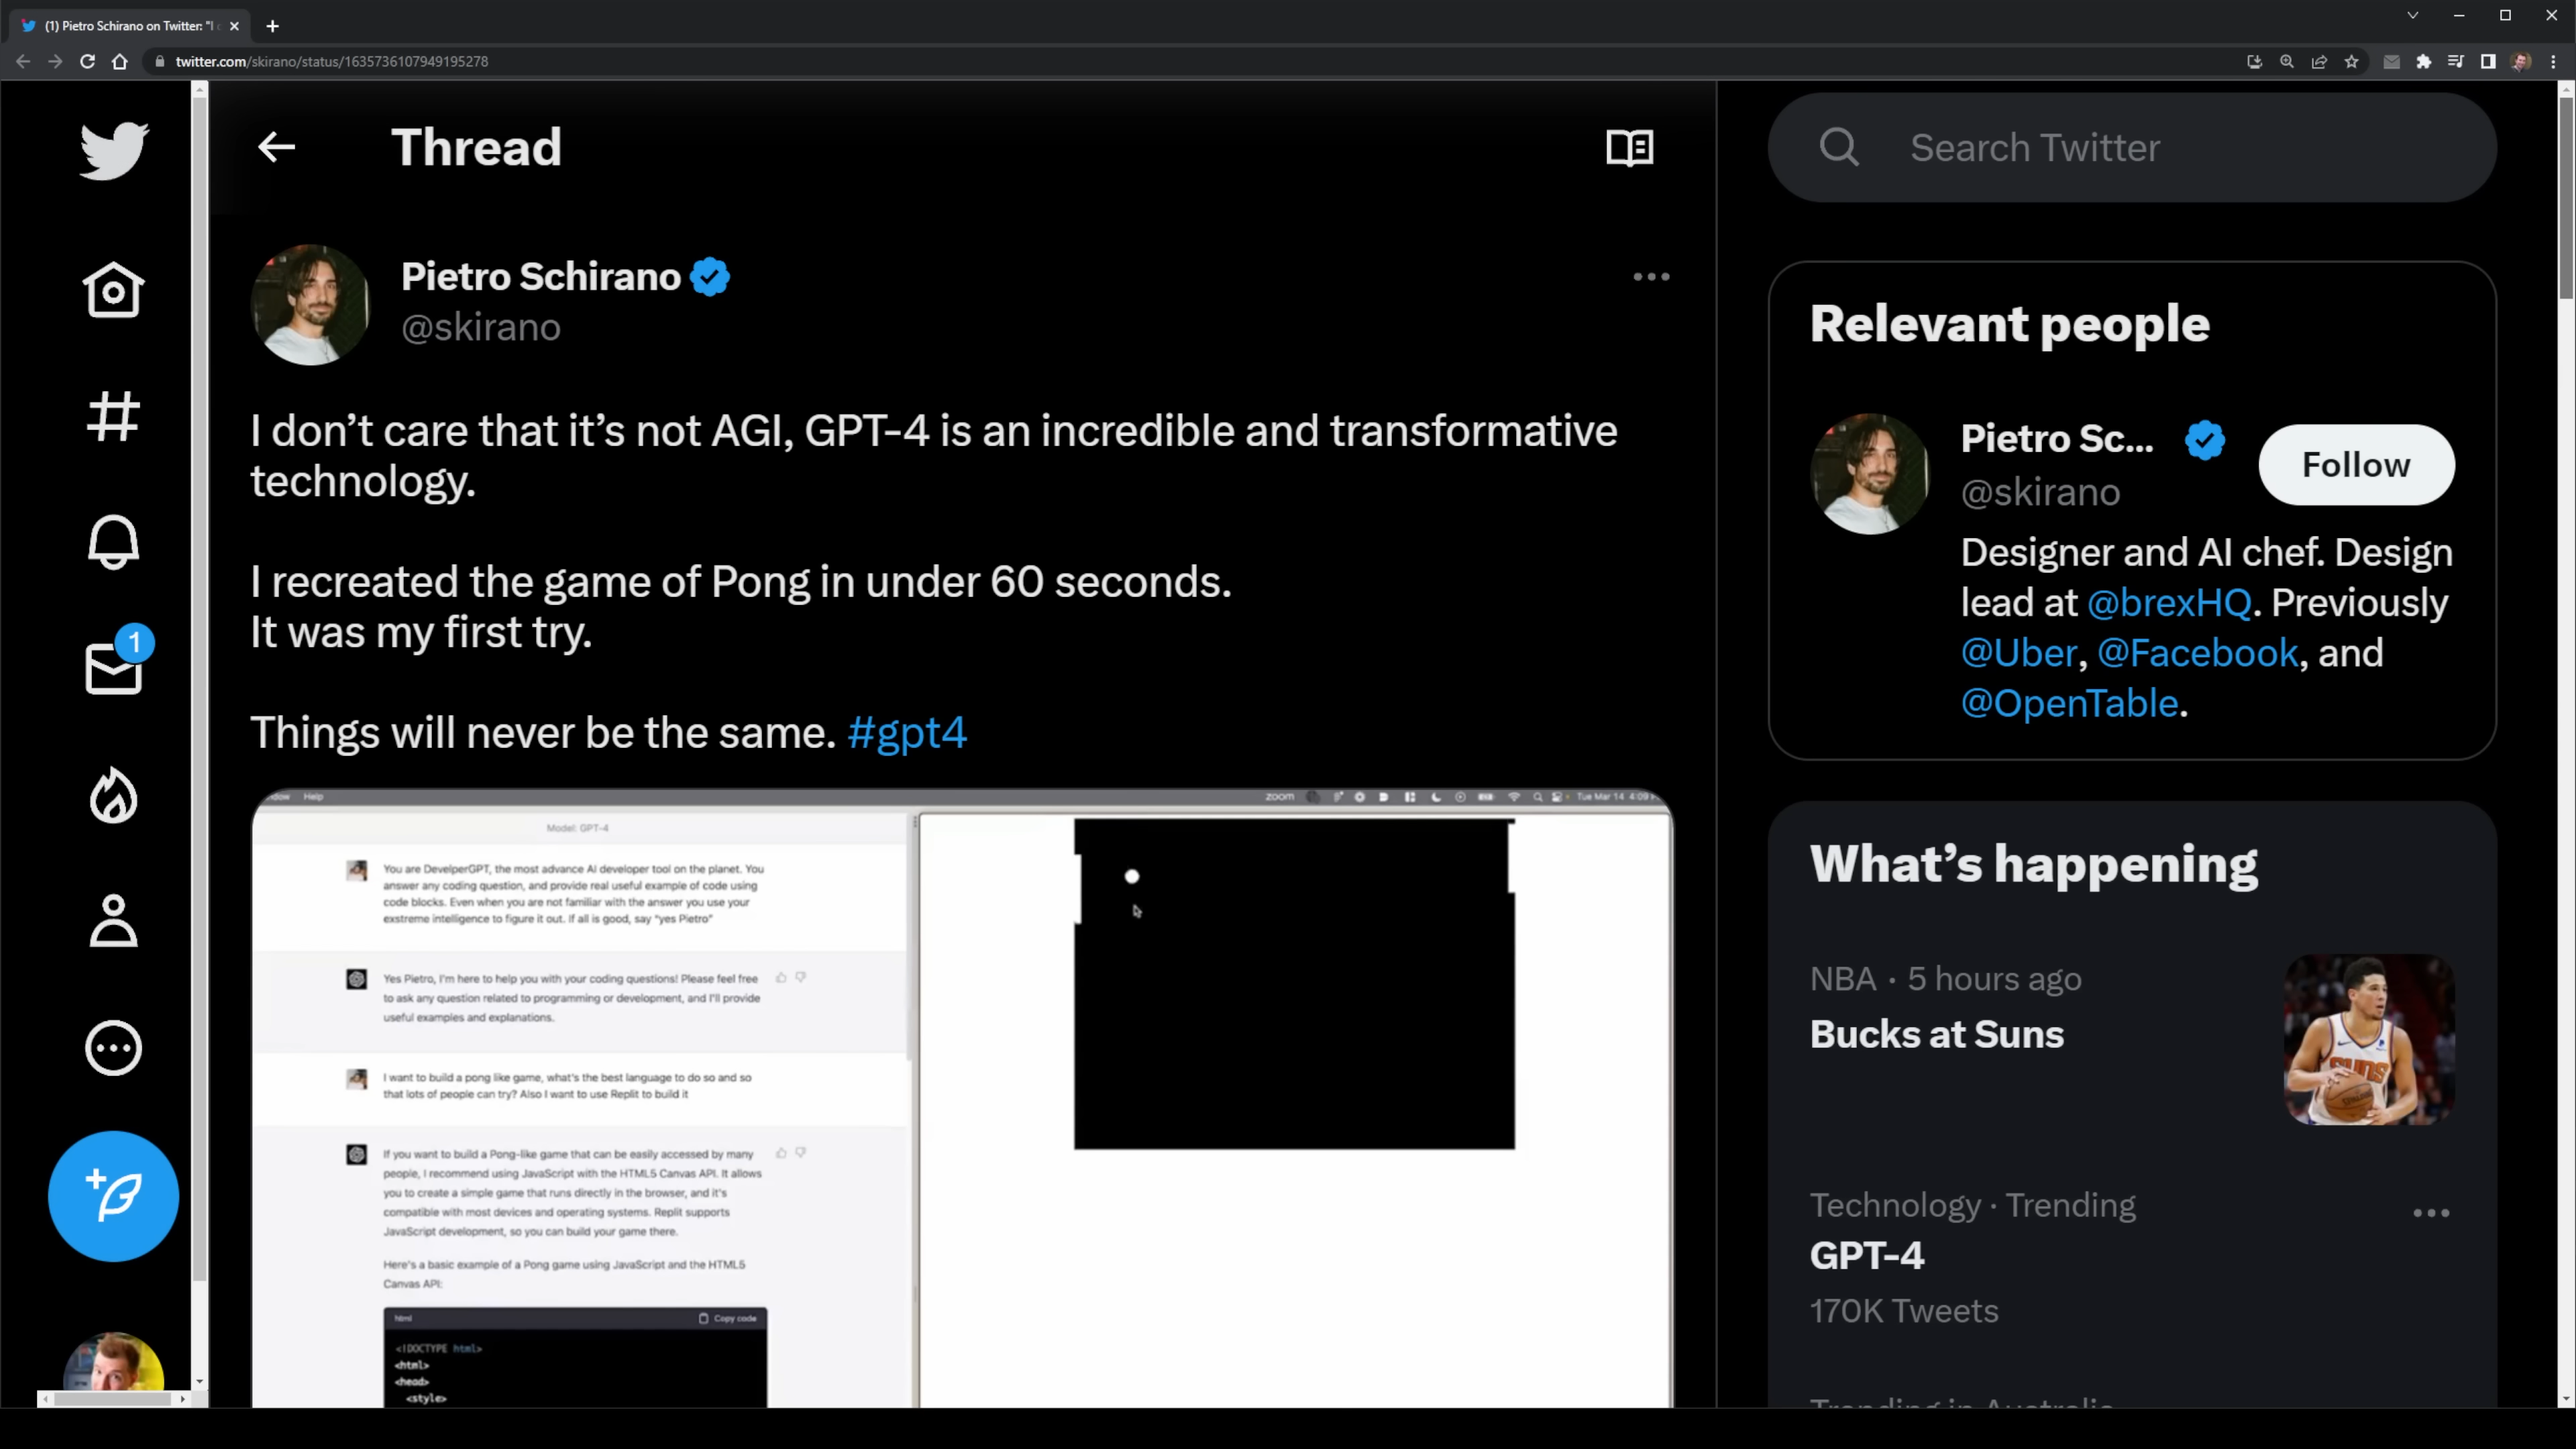 (1) Pietro Schirano on Twitter: "I
twitter.com/skirano/status/1635736107949195278
Thread
Pietro Schirano
@skirano
I don’t care that it’s not AGI, GPT-4 is an incredible and transformative
technology.
I recreated the game of Pong in under 60 seconds.
It was my first try.
Things will never be the same. #gpt4
Help
zoom
Tue Mar 14 4:09
Model: GPT-4
You are DevelperGPT, the most advance AI developer tool on the planet. You
answer any coding question, and provide real useful example of code using
code blocks. Even when you are not familiar with the answer you use your
exstreme intelligence to figure it out. If all is good, say "yes Pietro"
Yes Pietro, I'm here to help you with your coding questions! Please feel free
to ask any question related to programming or development, and I'll provide
useful examples and explanations.
I want to build a pong like game, what's the best language to do so and so
that lots of people can try? Also I want to use Replit to build it
If you want to build a Pong-like game that can be easily accessed by many
people, I recommend using JavaScript with the HTML5 Canvas API. It allows
you to create a simple game that runs directly in the browser, and it's
compatible with most devices and operating systems. Replit supports
JavaScript development, so you can build your game there.
Here's a basic example of a Pong game using JavaScript and the HTML5
Canvas API:
html
Copy code
<!DOCTYPE html>
<html>
<head>
<style>
1
Search Twitter
Relevant people
Pietro Sc...
@skirano
Follow
Designer and AI chef. Design
lead at @brexHQ. Previously
@Uber, @Facebook, and
@OpenTable.
What’s happening
NBA · 5 hours ago
Bucks at Suns
SUNS
Technology · Trending
GPT-4
170K Tweets
Trending in Australia